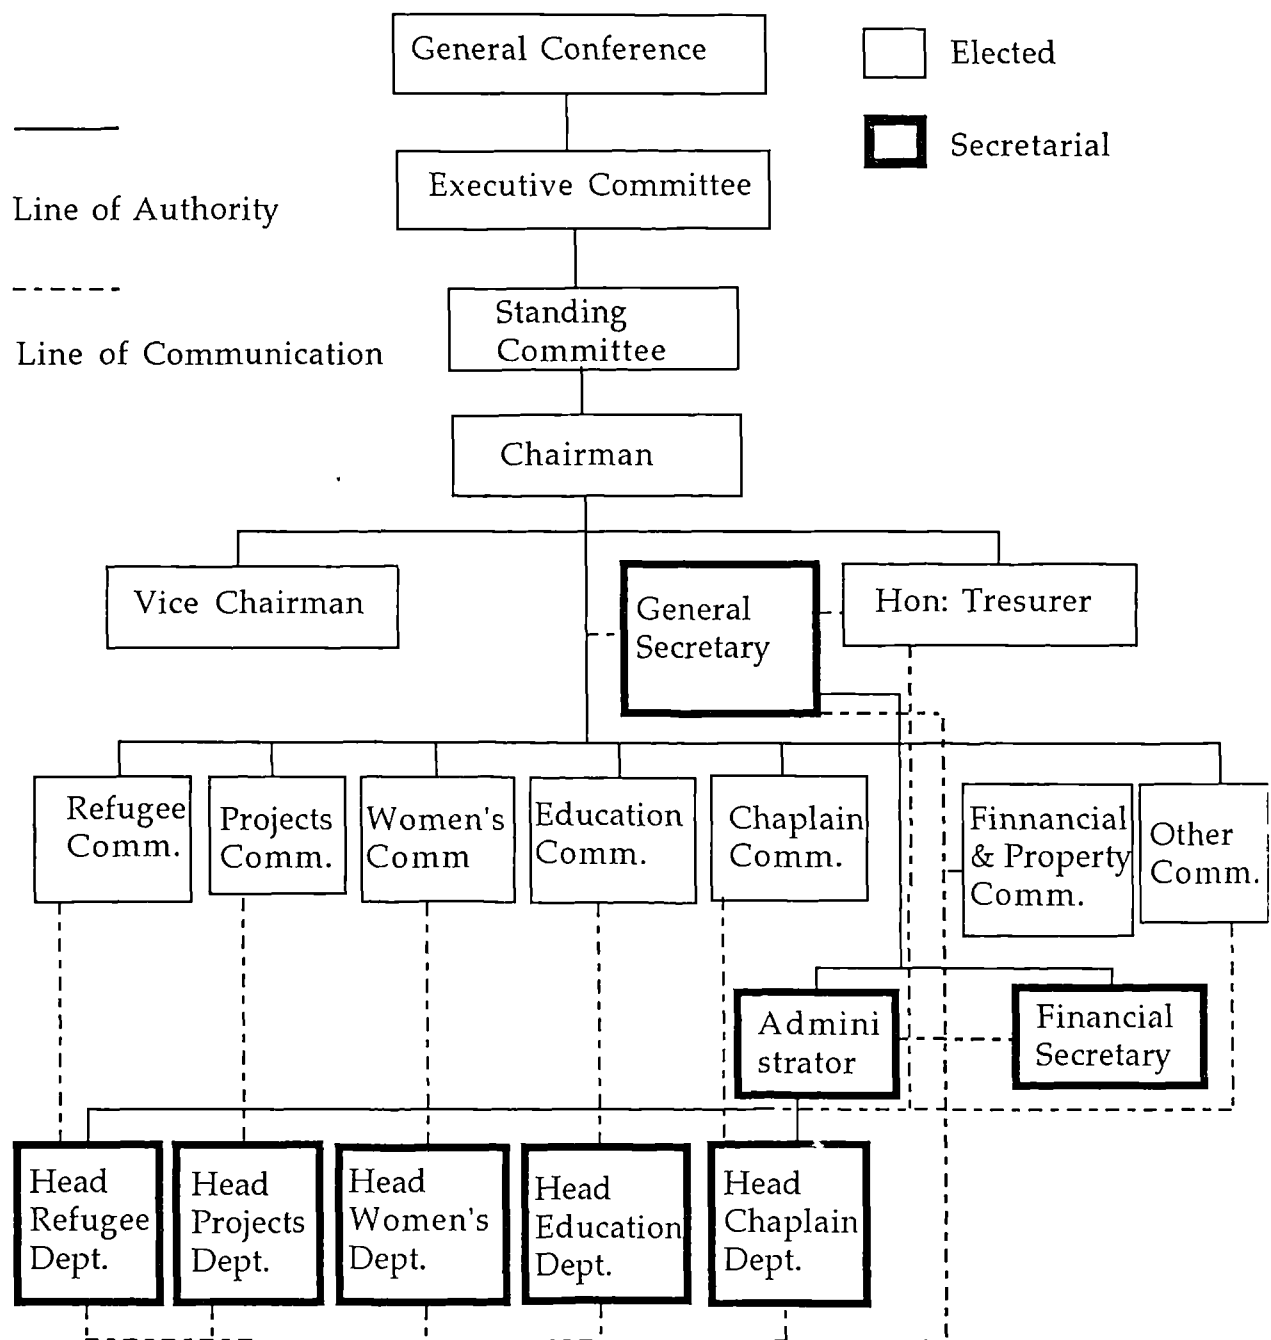 General Conference
Elected
Secretarial
Executive Committee
Line of Authority
Standing
Committee
Line of Communication
Chairman
Vice Chairman
General
Secretary
Hon: Tresurer
Refugee
Comm.
Projects
Comm.
Women's
Comm
Education
Comm.
Chaplain
Comm.
Finnancial
& Property
Comm.
Other
Comm.
Admini
strator
Financial
Secretary
Head
Refugee
Dept.
Head
Projects
Dept.
Head
Women's
Dept.
Head
Education
Dept.
Head
Chaplain
Dept.